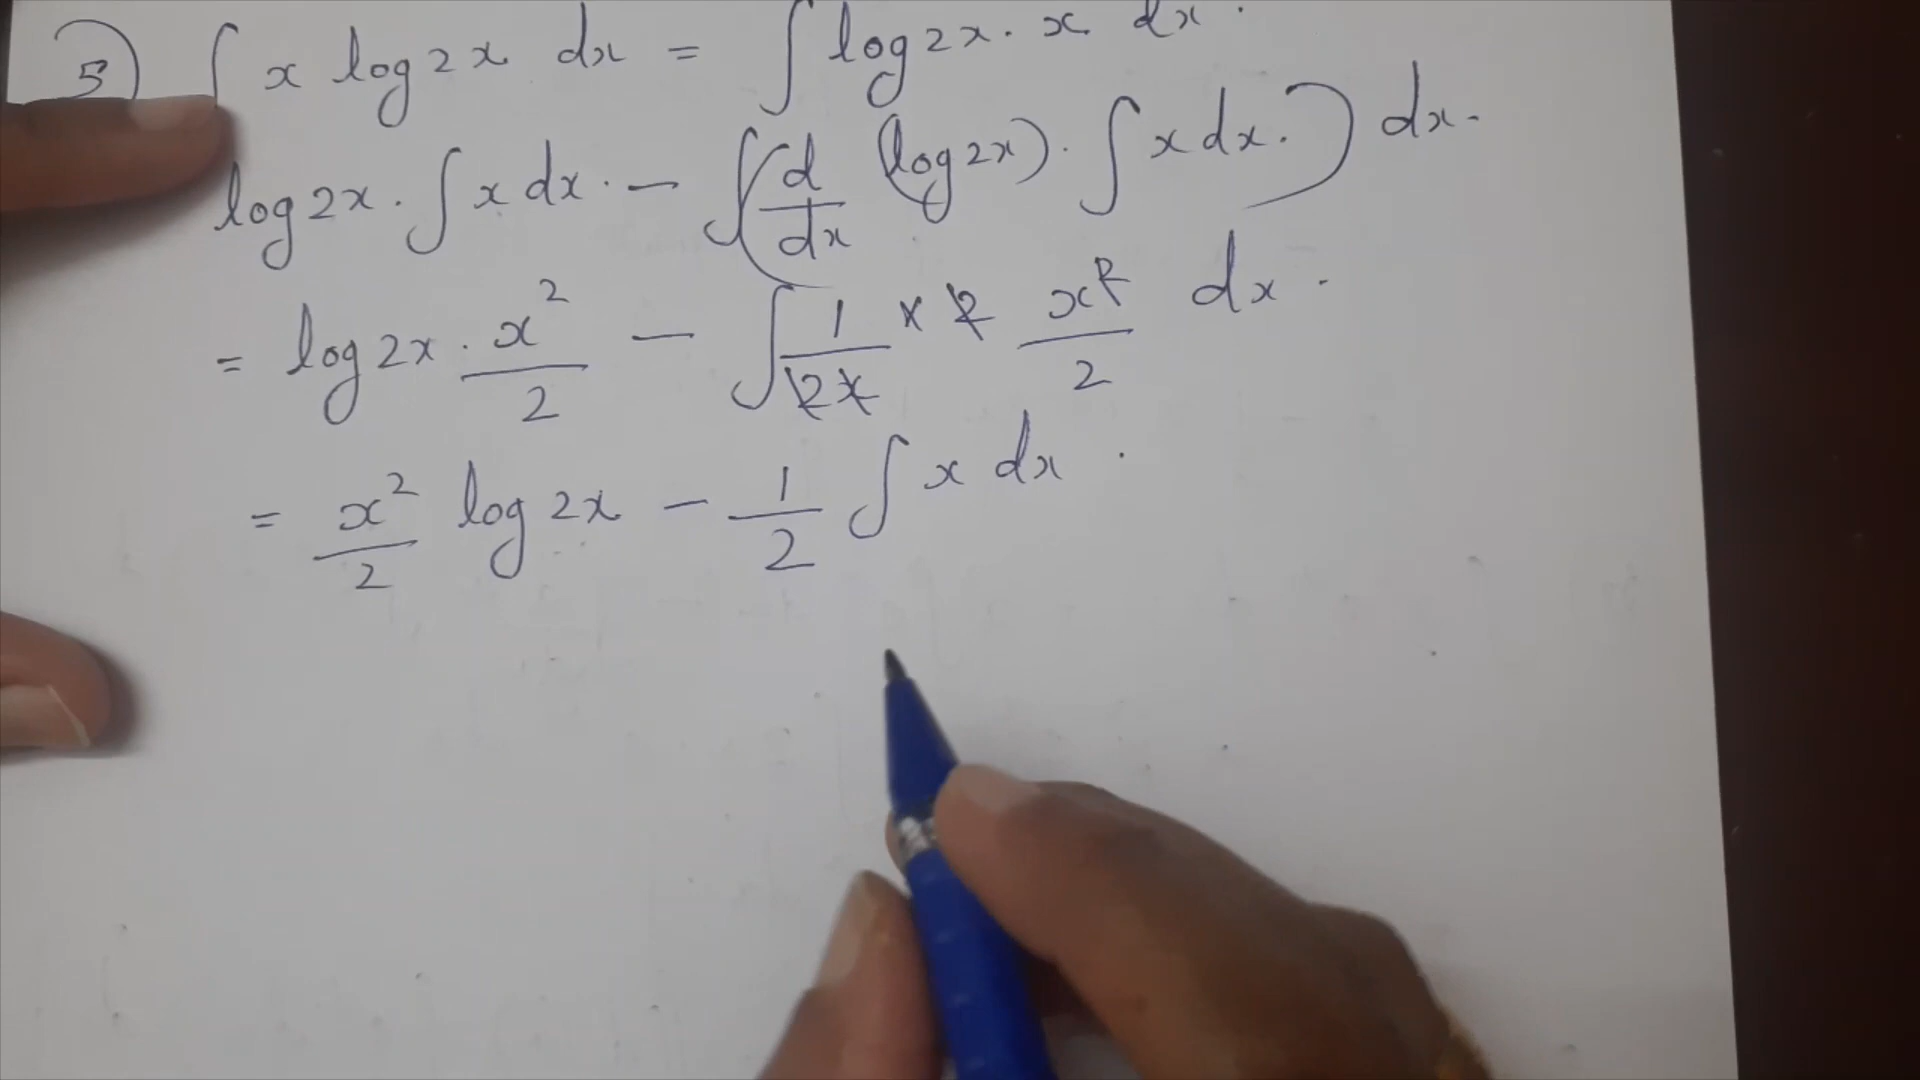 5) ∫ x log 2x dx = ∫ log 2x . x dx .
log 2x . ∫ x dx . − ∫ ( d/dx (log 2x) . ∫ x dx . ) dx .
= log 2x . x²/2 − ∫ 1/2x × 2 x²/2 dx .
= x²/2 log 2x − 1/2 ∫ x dx .